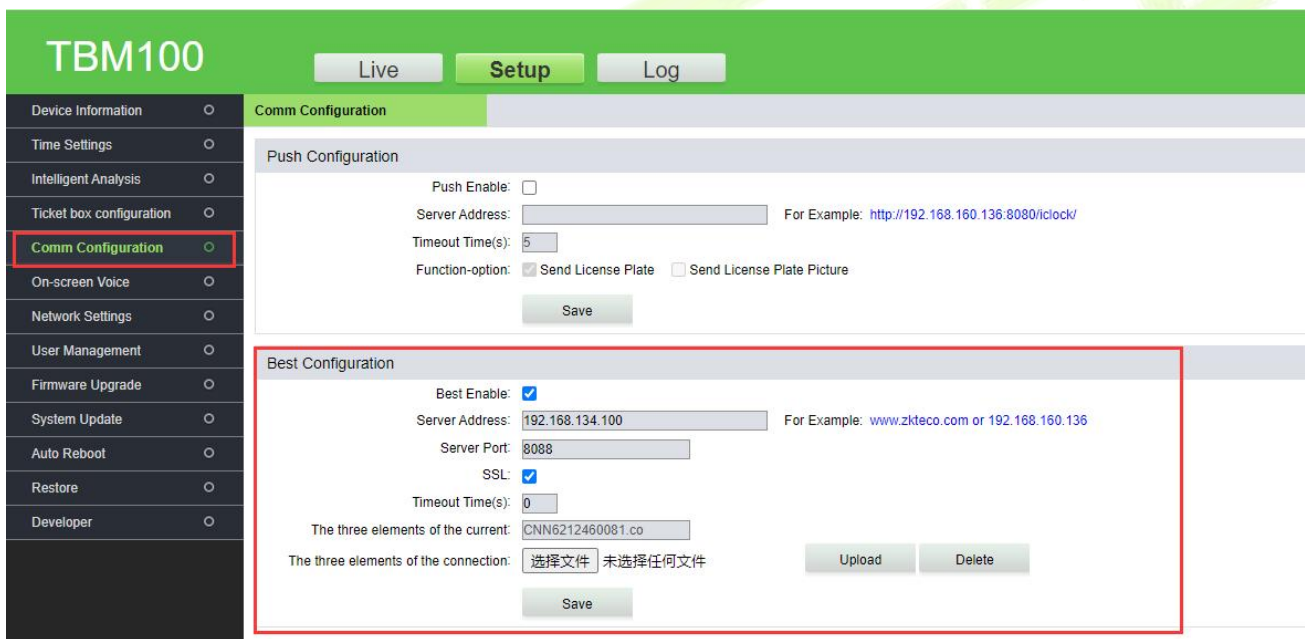 TBM100
Live Setup Log
Device Information
Time Settings
Intelligent Analysis
Ticket box configuration
Comm Configuration
On-screen Voice
Network Settings
User Management
Firmware Upgrade
System Update
Auto Reboot
Restore
Developer
Comm Configuration
Push Configuration
Push Enable:
Server Address: For Example: http://192.168.160.136:8080/iclock/
Timeout Time(s): 5
Function-option: Send License Plate Send License Plate Picture
Save
Best Configuration
Best Enable:
Server Address: 192.168.134.100 For Example: www.zkteco.com or 192.168.160.136
Server Port: 8088
SSL:
Timeout Time(s): 0
The three elements of the current: CNN6212460081.co
The three elements of the connection: 选择文件 未选择任何文件 Upload Delete
Save